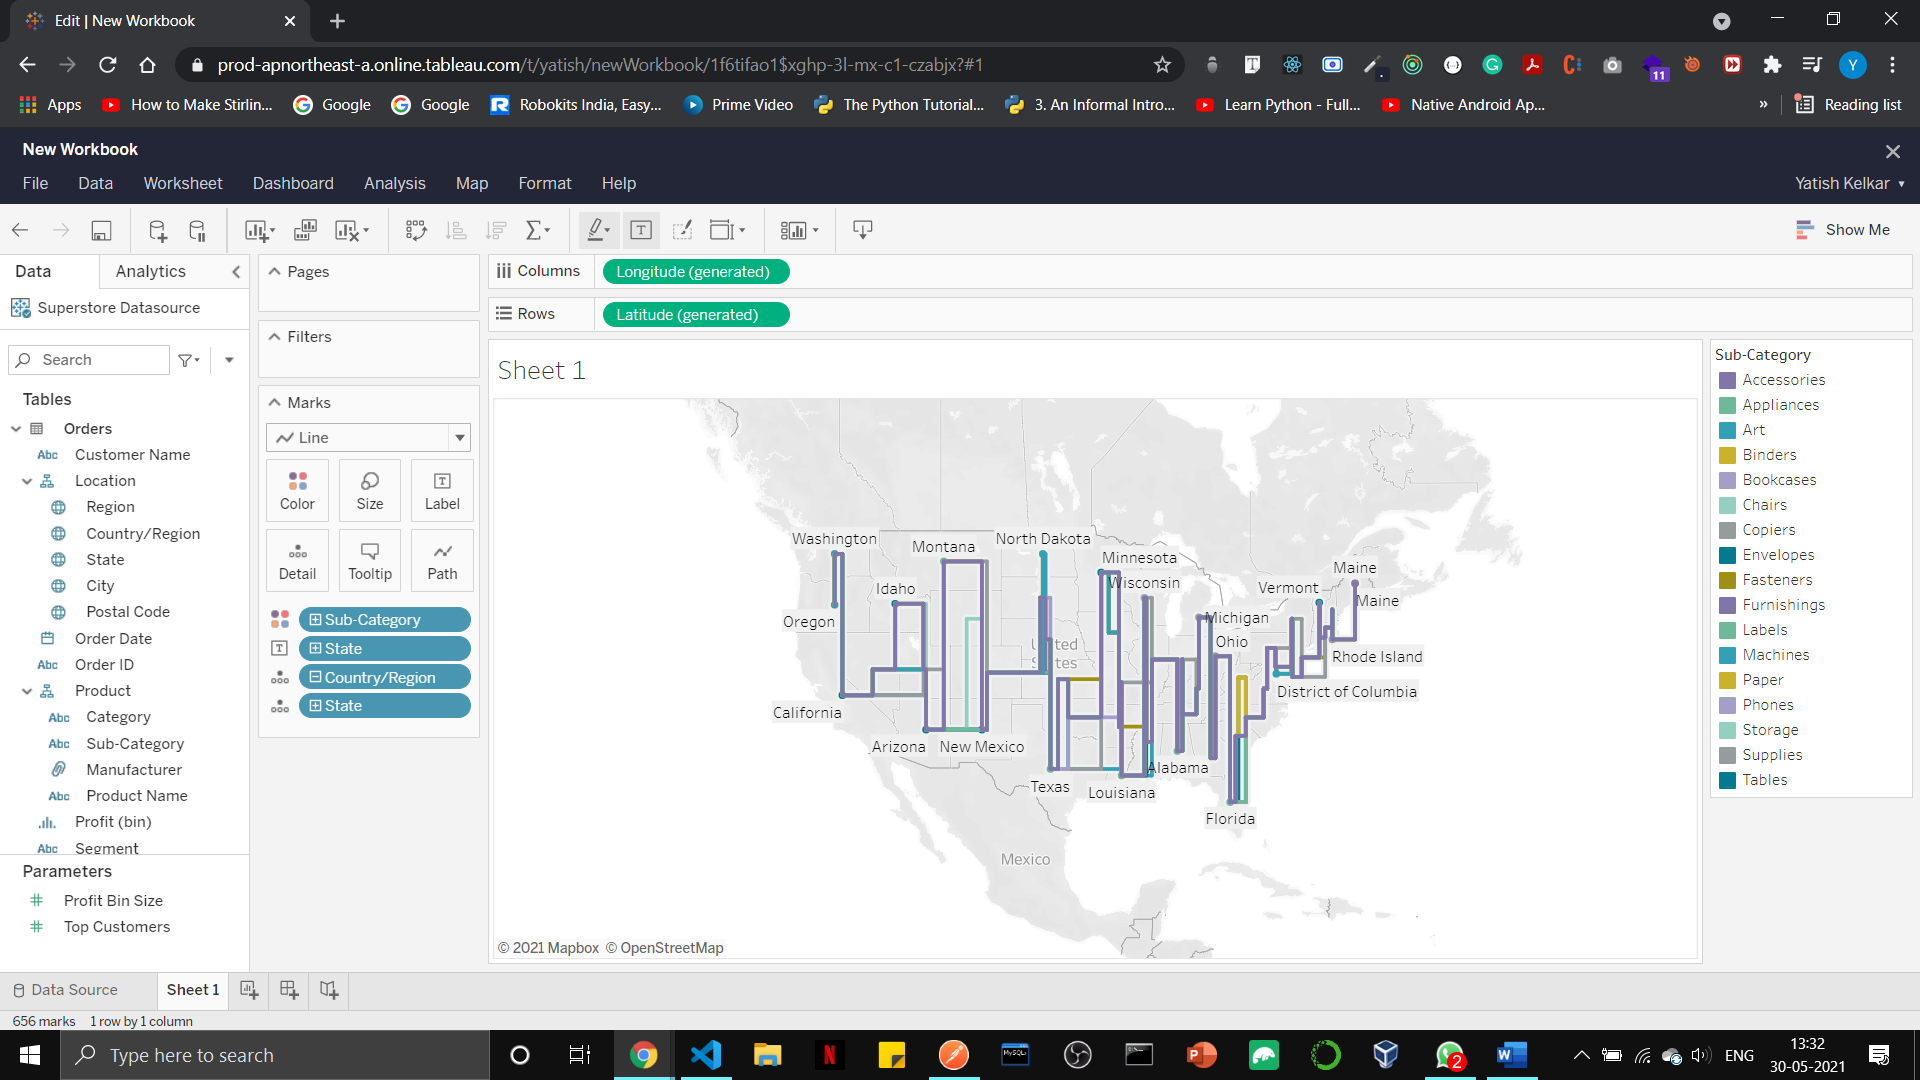 Edit | New Workbook
prod-apnortheast-a.online.tableau.com/t/yatish/newWorkbook/1f6tifao1$xghp-3l-mx-c1-czabjx?#1
11
Y
Apps
How to Make Stirlin...
Google
Google
Robokits India, Easy...
Prime Video
The Python Tutorial...
3. An Informal Intro...
Learn Python - Full...
Native Android Ap...
»
Reading list
New Workbook
File
Data
Worksheet
Dashboard
Analysis
Map
Format
Help
Yatish Kelkar
Show Me
Data
Analytics
Superstore Datasource
Search
Tables
Orders
Abc Customer Name
Location
Region
Country/Region
State
City
Postal Code
Order Date
Abc Order ID
Product
Abc Category
Abc Sub-Category
Manufacturer
Abc Product Name
Profit (bin)
Abc Segment
Parameters
# Profit Bin Size
# Top Customers
Pages
Filters
Marks
Line
Color
Size
Label
Detail
Tooltip
Path
Sub-Category
State
Country/Region
State
Columns
Longitude (generated)
Rows
Latitude (generated)
Sheet 1
Washington
Montana
North Dakota
Minnesota
Wisconsin
Idaho
Vermont
Maine
Maine
Oregon
Michigan
Ohio
United States
Rhode Island
District of Columbia
California
Arizona
New Mexico
Texas
Louisiana
Alabama
Florida
Mexico
© 2021 Mapbox © OpenStreetMap
Sub-Category
Accessories
Appliances
Art
Binders
Bookcases
Chairs
Copiers
Envelopes
Fasteners
Furnishings
Labels
Machines
Paper
Phones
Storage
Supplies
Tables
Data Source
Sheet 1
656 marks
1 row by 1 column
Type here to search
2
ENG
13:32
30-05-2021